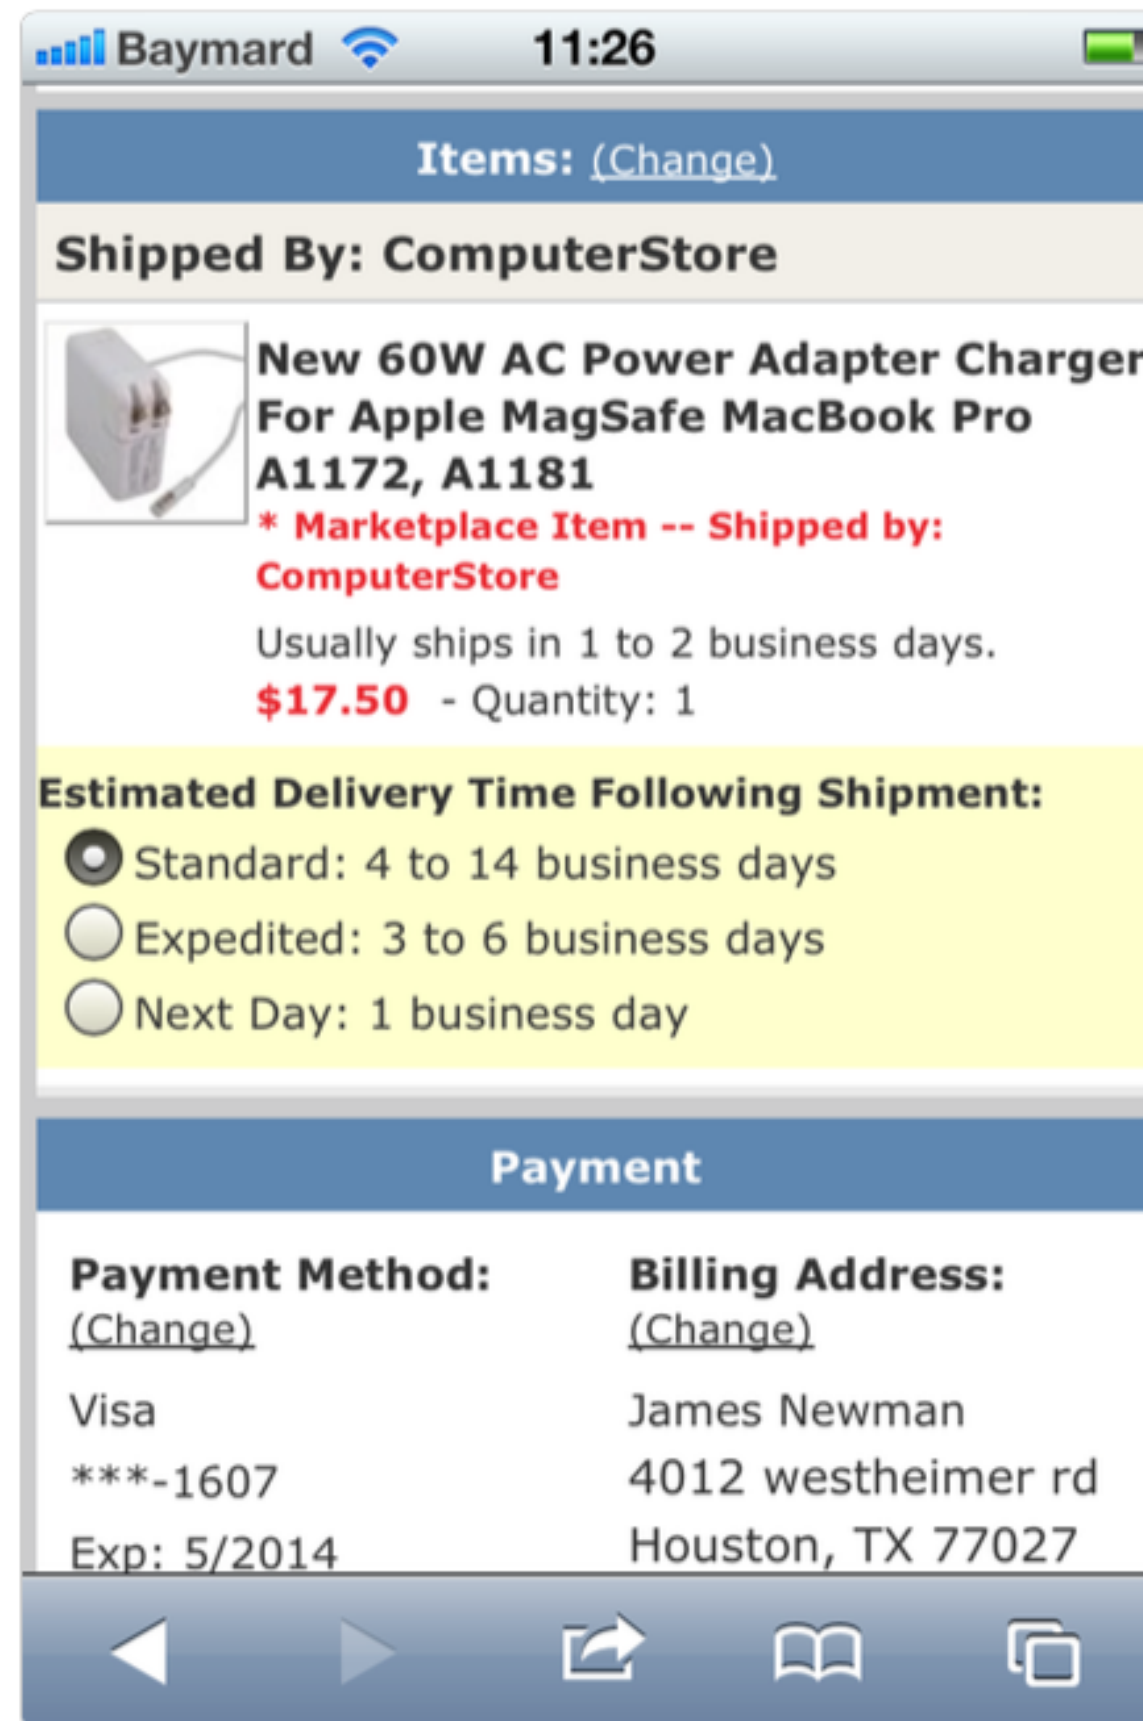 Baymard 11:26
Items: (Change)
Shipped By: ComputerStore
New 60W AC Power Adapter Charger
For Apple MagSafe MacBook Pro
A1172, A1181
* Marketplace Item -- Shipped by:
ComputerStore
Usually ships in 1 to 2 business days.
$17.50 - Quantity: 1
Estimated Delivery Time Following Shipment:
Standard: 4 to 14 business days
Expedited: 3 to 6 business days
Next Day: 1 business day
Payment
Payment Method:
(Change)
Visa
***-1607
Exp: 5/2014
Billing Address:
(Change)
James Newman
4012 westheimer rd
Houston, TX 77027